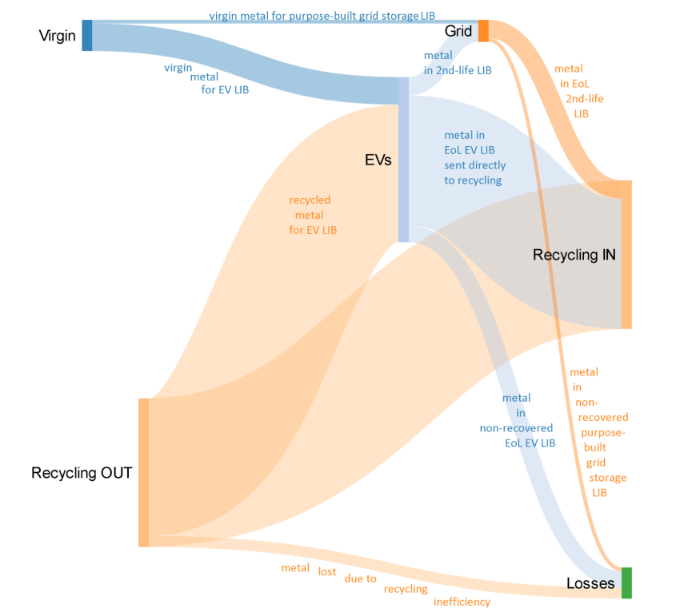 virgin metal for purpose-built grid storage LIB
Virgin
Grid
virgin
metal
for EV LIB
metal
in 2nd-life LIB
metal
in EoL
2nd-life
LIB
EVs
metal in
EoL EV LIB
sent directly
to recycling
recycled
metal
for EV LIB
Recycling IN
metal
in
non-
recovered
purpose-
built
grid
storage
LIB
metal
in
non-recovered
EoL EV LIB
Recycling OUT
metal lost due to recycling inefficiency
Losses